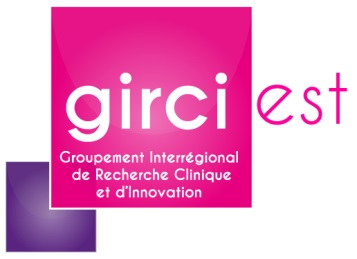 girci est
Groupement Interrégional
de Recherche Clinique
et d'Innovation